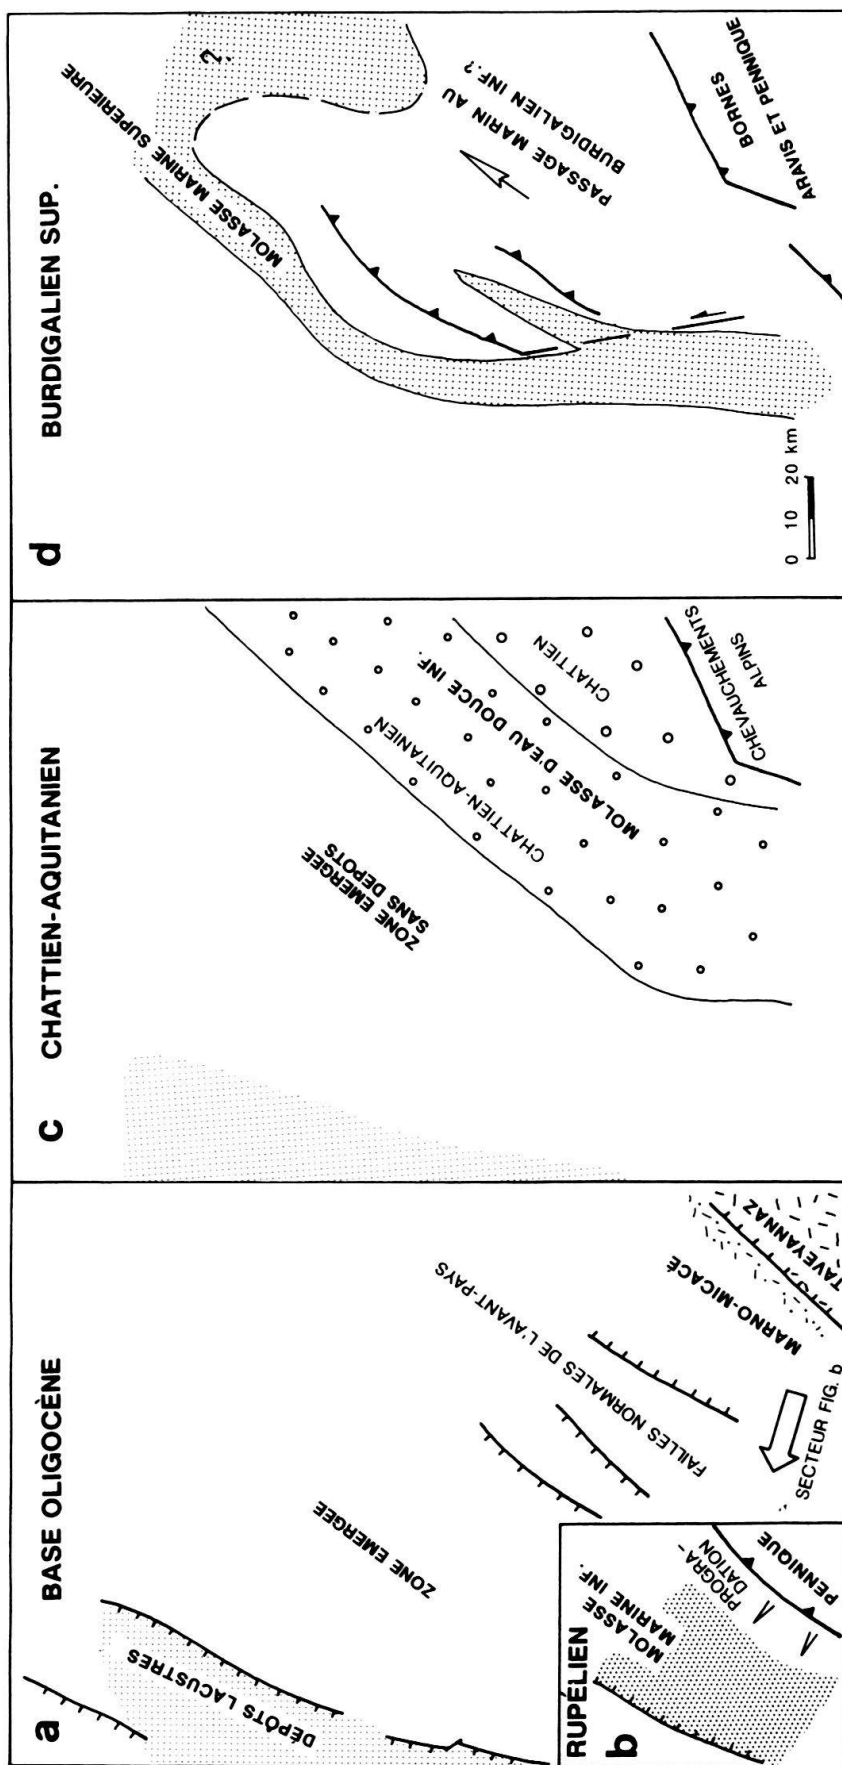 a
BASE OLIGOCÈNE
DÉPÔTS LACUSTRES
ZONE EMERGEE
FAILLES NORMALES DE L'AVANT-PAYS
MARNO-MICACÉ
TAVEYANNAZ
SECTEUR FIG. b
RUPELIEN
b
MOLASSE
MARINE INF.
PROGRA-
DATION
PENNIQUE
c
CHATTIEN-AQUITANIEN
ZONE EMERGEE
SANS DEPOTS
CHATTIEN-AQUITANIEN
MOLASSE D'EAU DOUCE INF.
CHATTIEN
CHEVAUCHEMENTS
ALPINS
d
BURDIGALIEN SUP.
MOLASSE MARINE SUPERIEURE
?
PASSAGE MARIN AU
BURDIGALIEN INF.?
BORNES
ARAVIS ET PENNIQUE
0 10 20 km